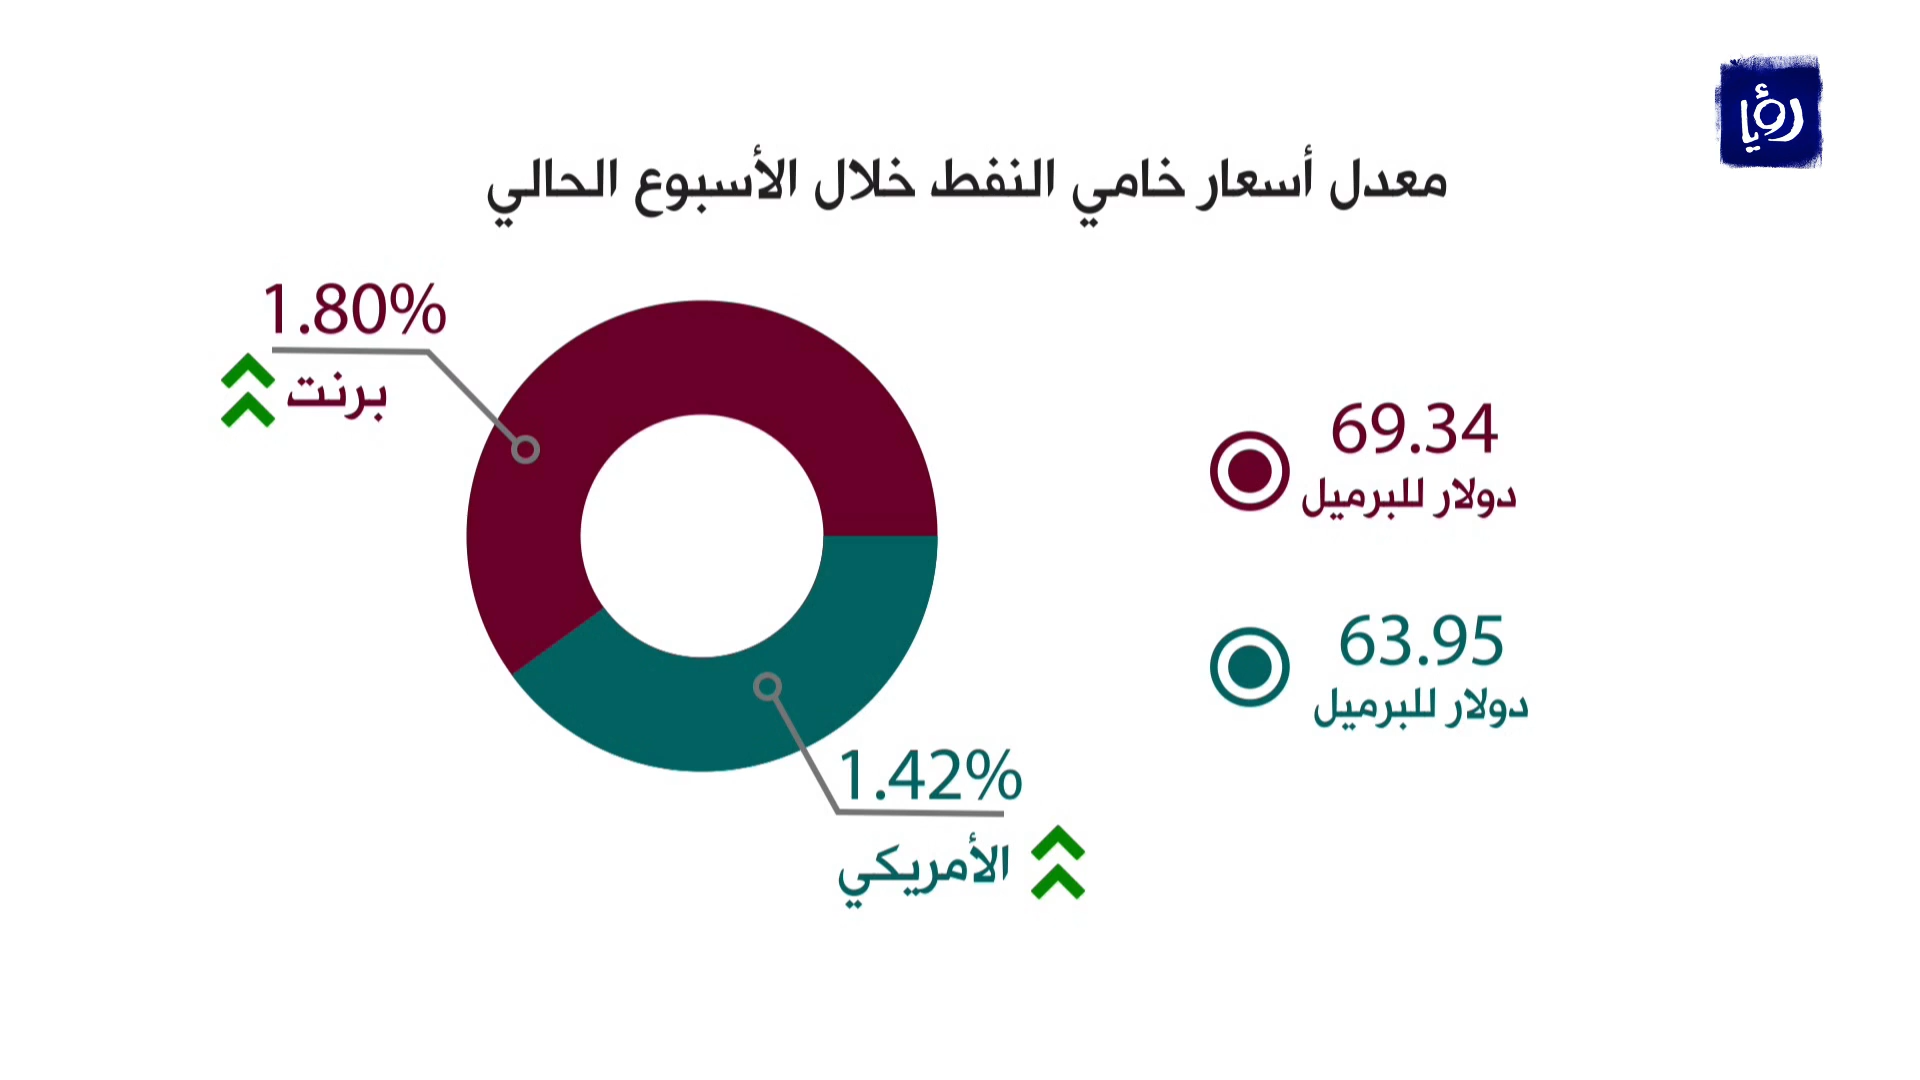 رؤيا
معدل أسعار خامي النفط خلال الأسبوع الحالي
1.80%
برنت
69.34
دولار للبرميل
63.95
دولار للبرميل
1.42%
الأمريكي